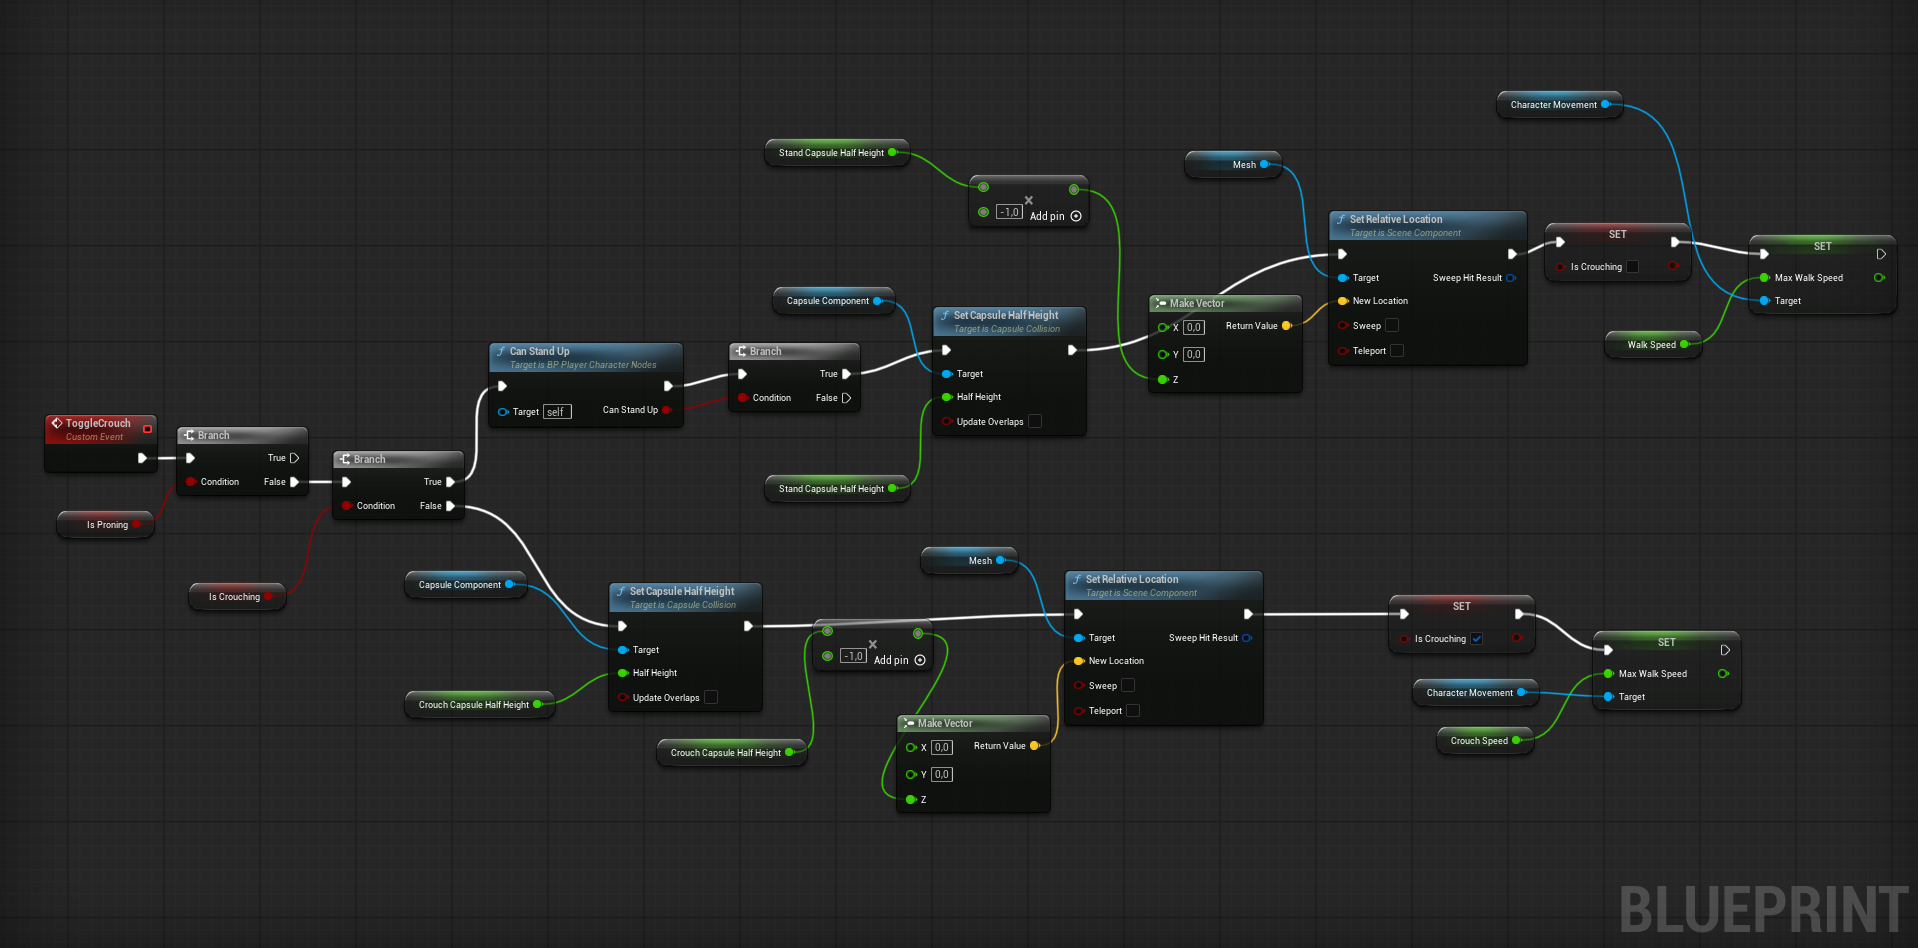 ToggleCrouch
Custom Event
Is Proning
Branch
True
Condition
False
Is Crouching
Branch
True
Condition
False
Can Stand Up
Target is BP Player Character Nodes
Target self
Can Stand Up
Branch
True
Condition
False
Capsule Component
Stand Capsule Half Height
Set Capsule Half Height
Target is Capsule Collision
Target
Half Height
Update Overlaps
Stand Capsule Half Height
×
-1,0
Add pin
Make Vector
X 0,0
Return Value
Y 0,0
Z
Mesh
Set Relative Location
Target is Scene Component
Target
Sweep Hit Result
New Location
Sweep
Teleport
SET
Is Crouching
Character Movement
Walk Speed
SET
Max Walk Speed
Target
Capsule Component
Crouch Capsule Half Height
Set Capsule Half Height
Target is Capsule Collision
Target
Half Height
Update Overlaps
Crouch Capsule Half Height
×
-1,0
Add pin
Make Vector
X 0,0
Return Value
Y 0,0
Z
Mesh
Set Relative Location
Target is Scene Component
Target
Sweep Hit Result
New Location
Sweep
Teleport
SET
Is Crouching
Character Movement
Crouch Speed
SET
Max Walk Speed
Target
BLUEPRINT